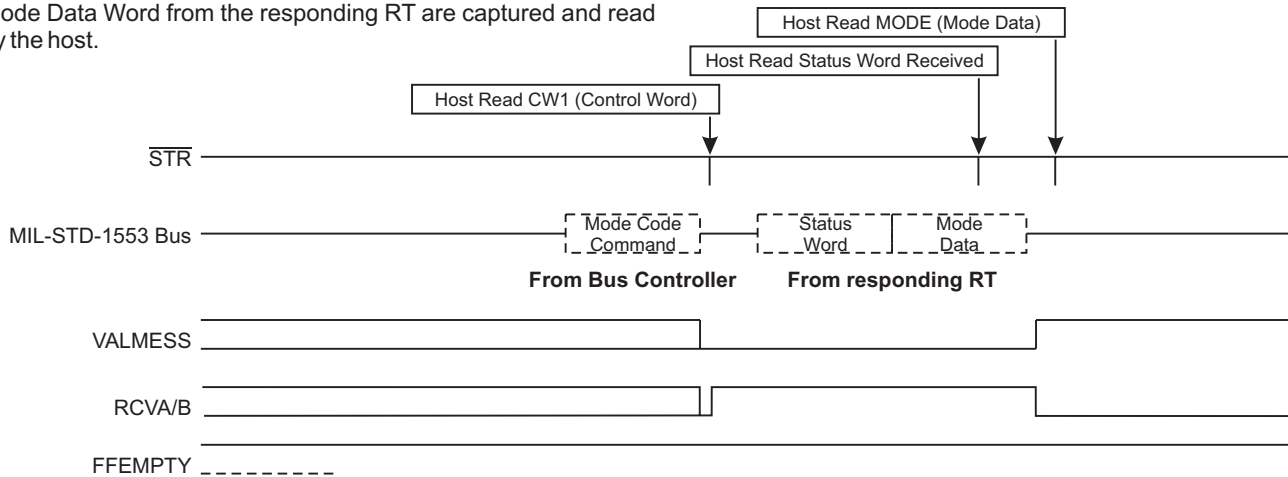 ode Data Word from the responding RT are captured and read
y the host.
Host Read MODE (Mode Data)
Host Read Status Word Received
Host Read CW1 (Control Word)
STR
MIL-STD-1553 Bus
Mode Code
Command
Status
Word
Mode
Data
From Bus Controller
From responding RT
VALMESS
RCVA/B
FFEMPTY